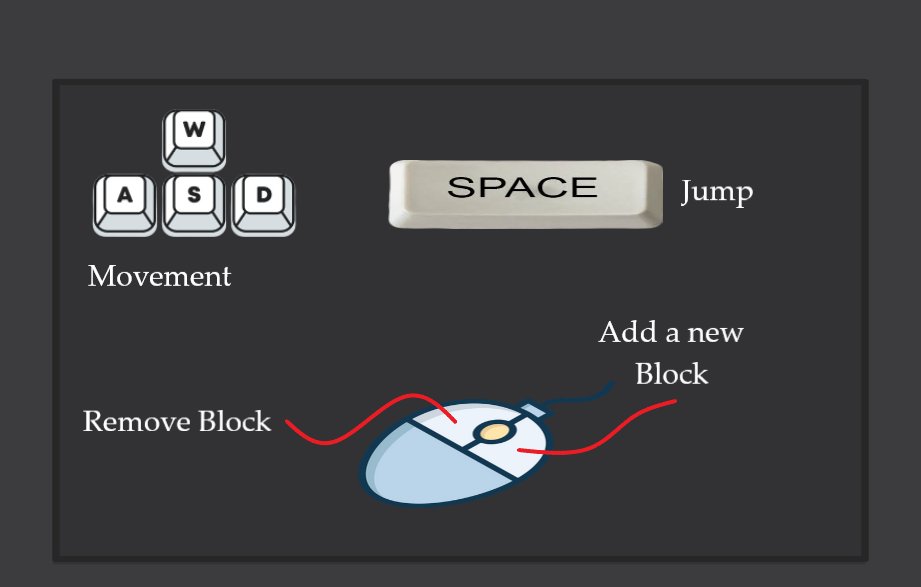 W
A S D
SPACE
Jump
Movement
Add a new
Block
Remove Block